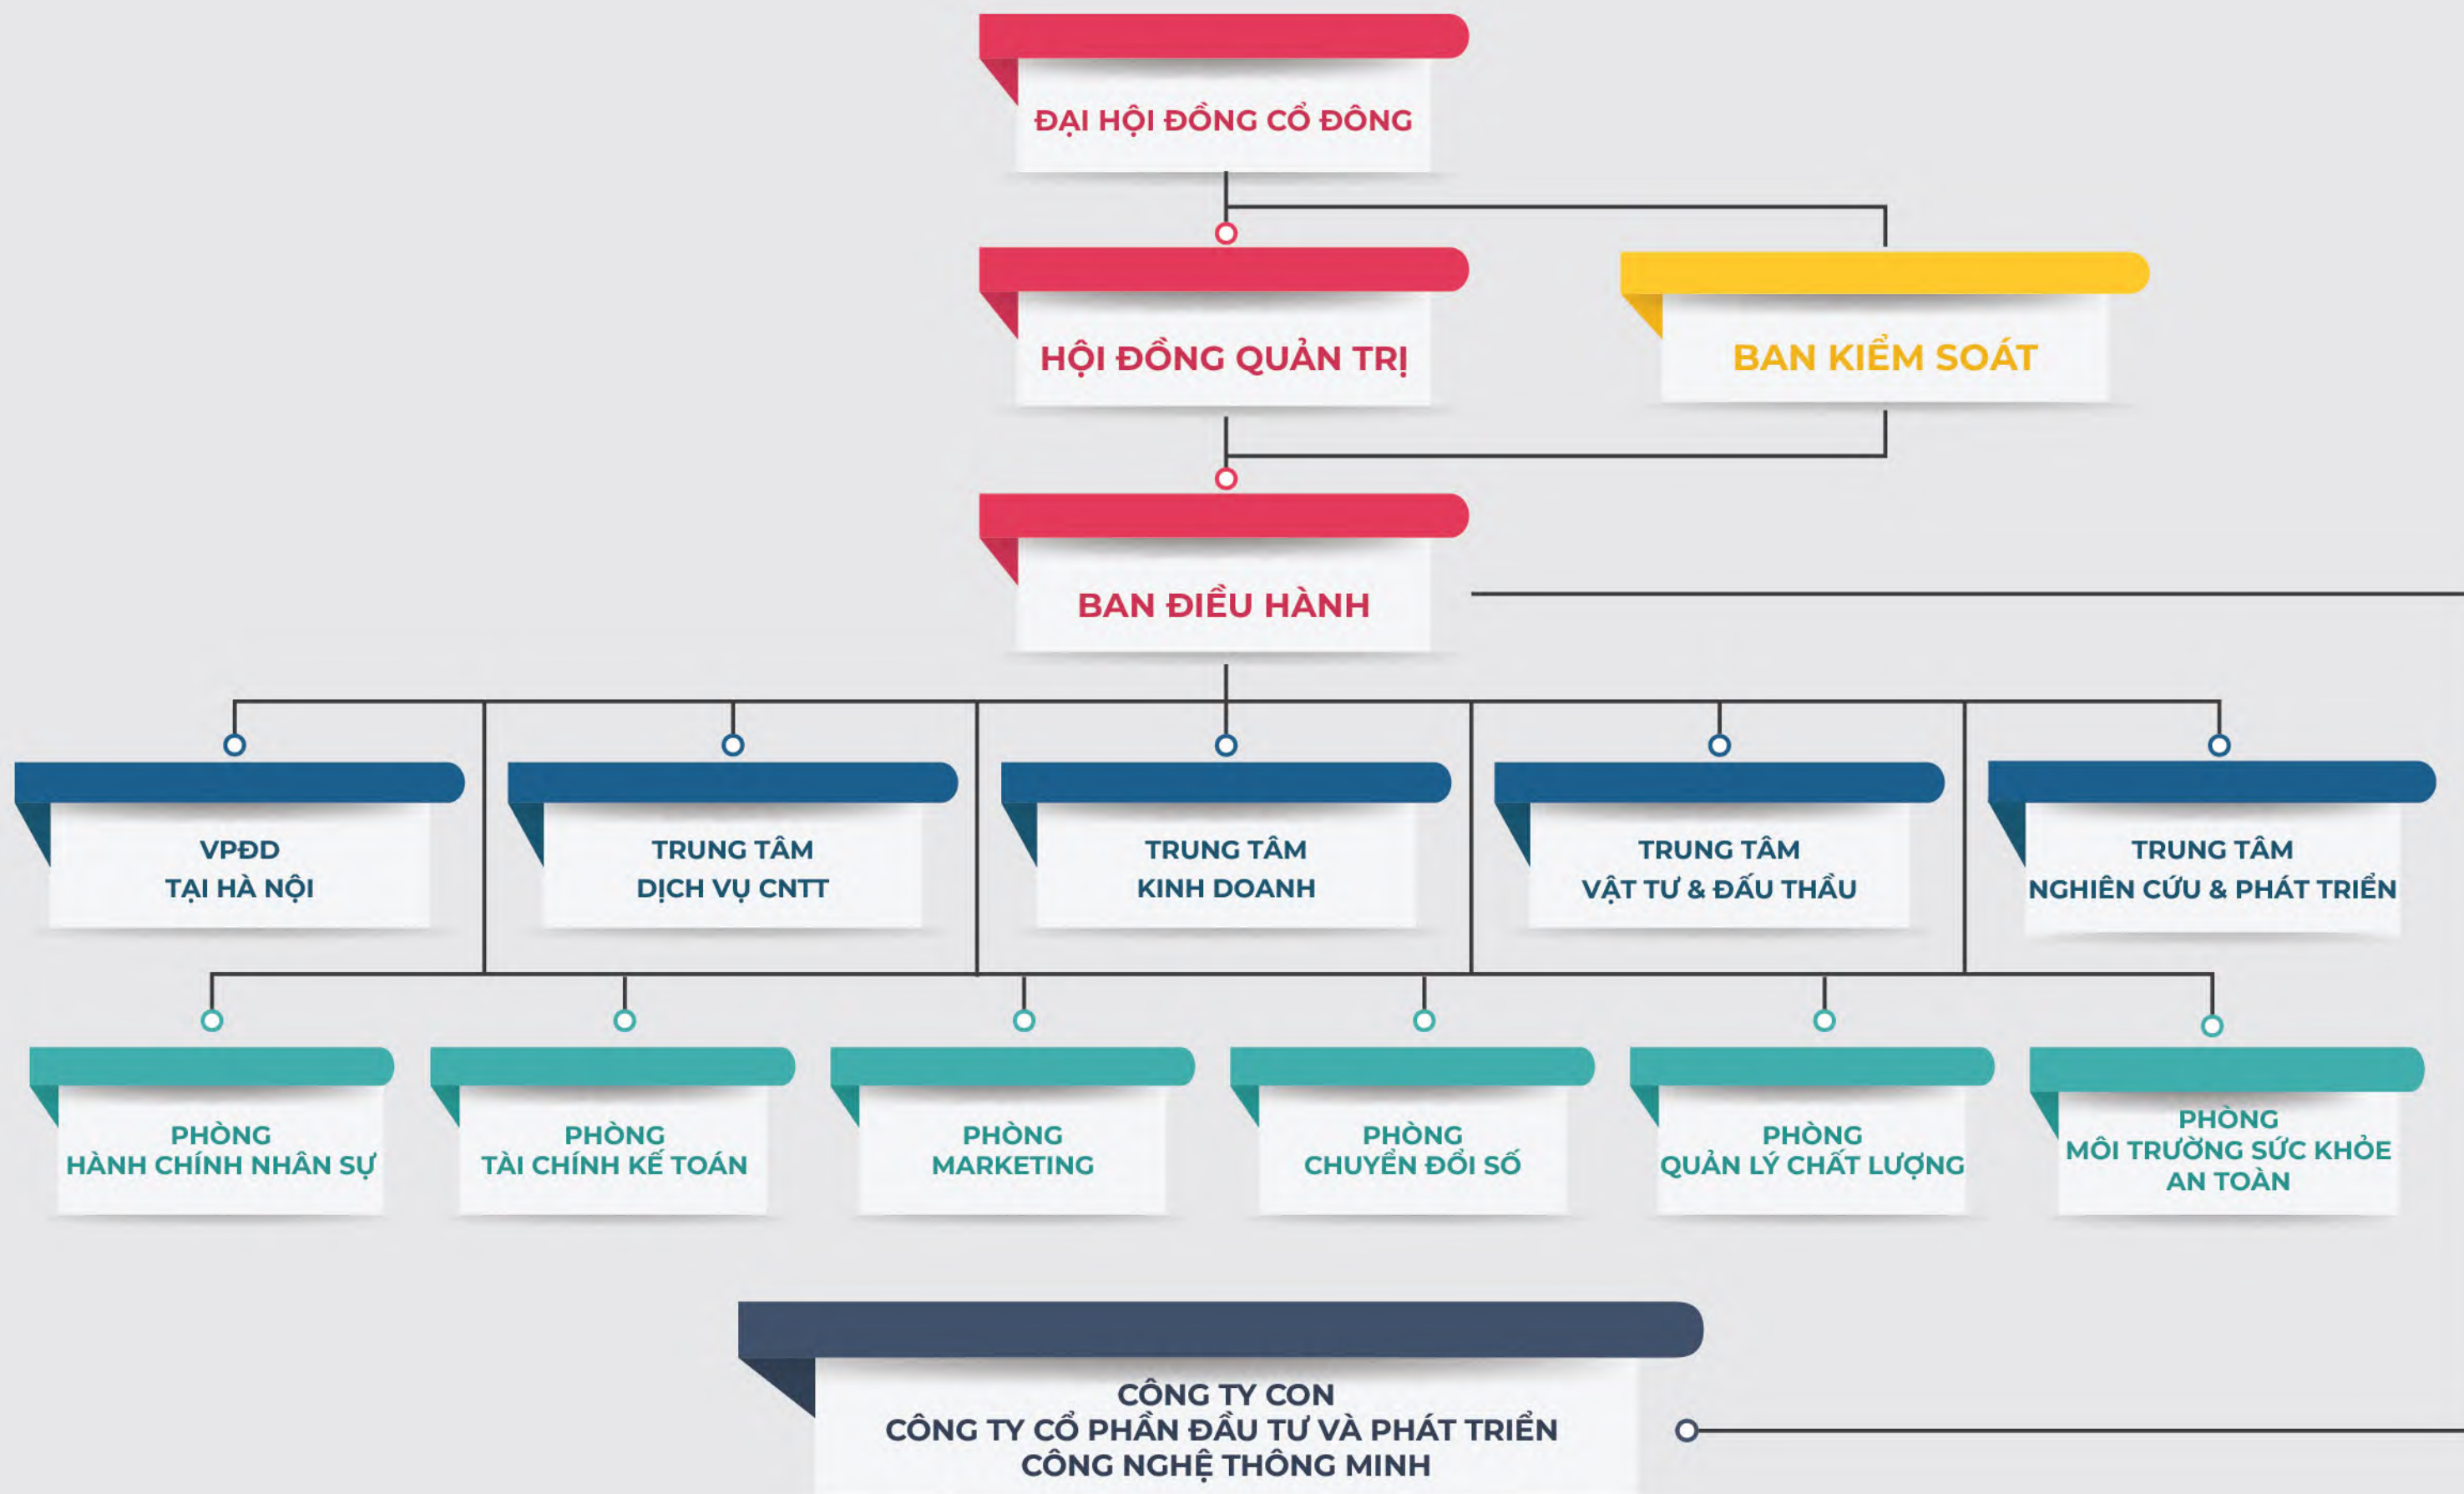 ĐẠI HỘI ĐỒNG CỔ ĐÔNG
HỘI ĐỒNG QUẢN TRỊ
BAN KIỂM SOÁT
BAN ĐIỀU HÀNH
VPĐD
TẠI HÀ NỘI
TRUNG TÂM
DỊCH VỤ CNTT
TRUNG TÂM
KINH DOANH
TRUNG TÂM
VẬT TƯ & ĐẤU THẦU
TRUNG TÂM
NGHIÊN CỨU & PHÁT TRIỂN
PHÒNG
HÀNH CHÍNH NHÂN SỰ
PHÒNG
TÀI CHÍNH KẾ TOÁN
PHÒNG
MARKETING
PHÒNG
CHUYỂN ĐỔI SỐ
PHÒNG
QUẢN LÝ CHẤT LƯỢNG
PHÒNG
MÔI TRƯỜNG SỨC KHỎE
AN TOÀN
CÔNG TY CON
CÔNG TY CỔ PHẦN ĐẦU TƯ VÀ PHÁT TRIỂN
CÔNG NGHỆ THÔNG MINH